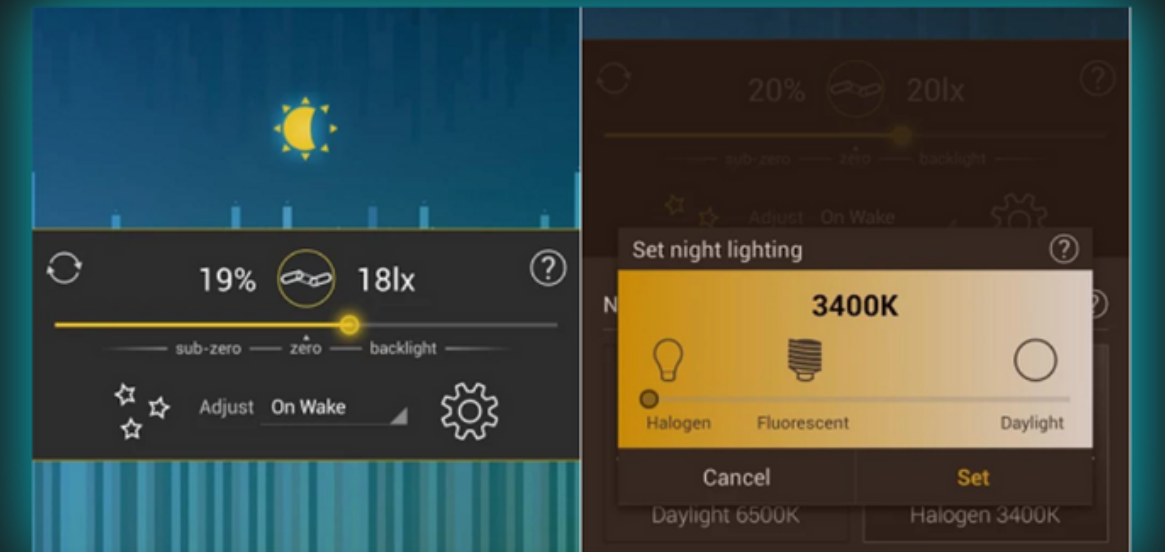 19% 18lx ?
sub-zero zero backlight
Adjust On Wake
20% 20lx ?
sub-zero zero backlight
Adjust On Wake
Set night lighting ?
N ?
3400K
Halogen Fluorescent Daylight
Cancel Set
Daylight 6500K Halogen 3400K